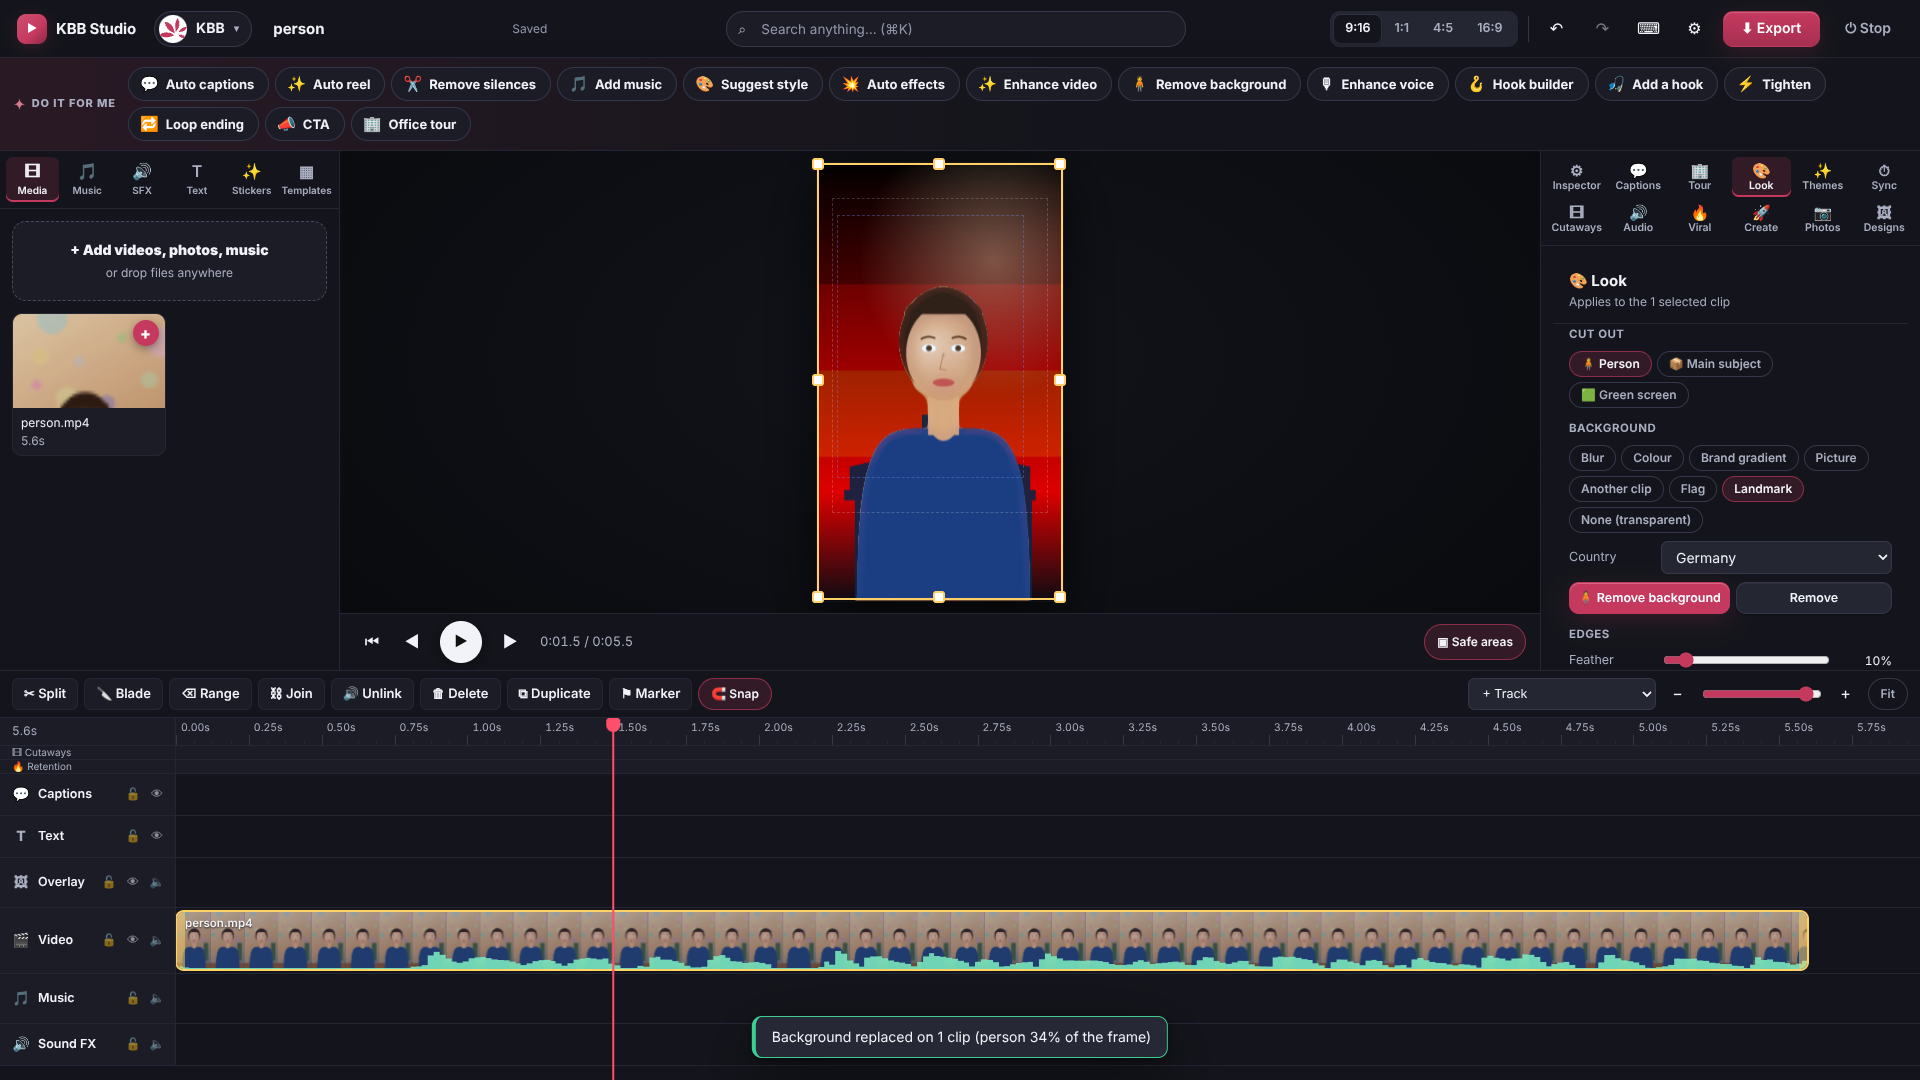 KBB Studio
KBB
person
Saved
Search anything... (⌘K)
9:16 1:1 4:5 16:9
Export
Stop
DO IT FOR ME
Auto captions
Auto reel
Remove silences
Add music
Suggest style
Auto effects
Enhance video
Remove background
Enhance voice
Hook builder
Add a hook
Tighten
Loop ending
CTA
Office tour
Media
Music
SFX
Text
Stickers
Templates
+ Add videos, photos, music
or drop files anywhere
person.mp4
5.6s
0:01.5 / 0:05.5
Safe areas
Inspector
Captions
Tour
Look
Themes
Sync
Cutaways
Audio
Viral
Create
Photos
Designs
Look
Applies to the 1 selected clip
CUT OUT
Person
Main subject
Green screen
BACKGROUND
Blur
Colour
Brand gradient
Picture
Another clip
Flag
Landmark
None (transparent)
Country
Germany
Remove background
Remove
EDGES
Feather
10%
Split
Blade
Range
Join
Unlink
Delete
Duplicate
Marker
Snap
+ Track
Fit
5.6s
0.00s 0.25s 0.50s 0.75s 1.00s 1.25s 1.50s 1.75s 2.00s 2.25s 2.50s 2.75s 3.00s 3.25s 3.50s 3.75s 4.00s 4.25s 4.50s 4.75s 5.00s 5.25s 5.50s 5.75s
Cutaways
Retention
Captions
Text
Overlay
Video
person.mp4
Music
Sound FX
Background replaced on 1 clip (person 34% of the frame)